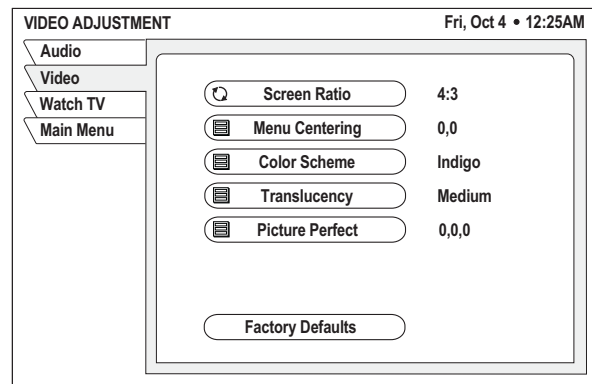 VIDEO ADJUSTMENT Fri, Oct 4 • 12:25AM
Audio
Video
Watch TV
Main Menu
Screen Ratio 4:3
Menu Centering 0,0
Color Scheme Indigo
Translucency Medium
Picture Perfect 0,0,0
Factory Defaults